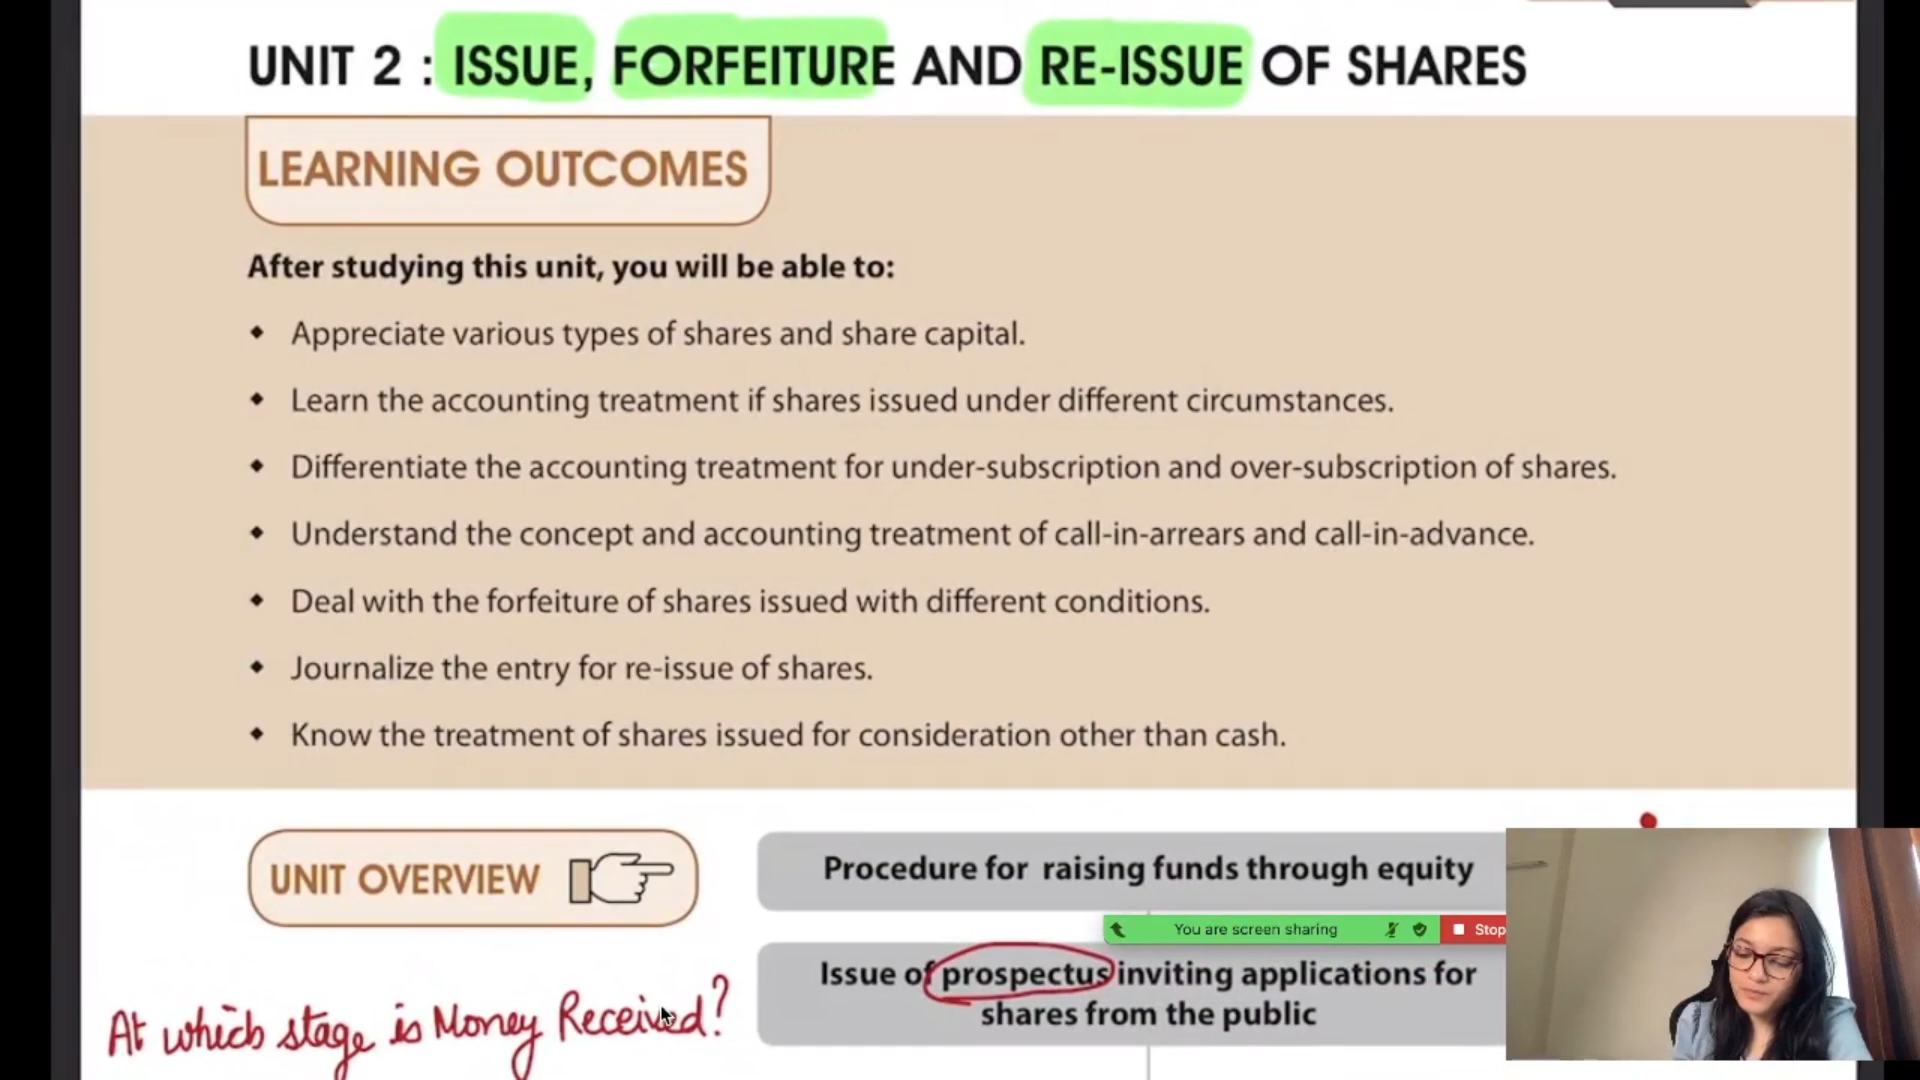 UNIT 2 : ISSUE, FORFEITURE AND RE-ISSUE OF SHARES
LEARNING OUTCOMES
After studying this unit, you will be able to:
Appreciate various types of shares and share capital.
Learn the accounting treatment if shares issued under different circumstances.
Differentiate the accounting treatment for under-subscription and over-subscription of shares.
Understand the concept and accounting treatment of call-in-arrears and call-in-advance.
Deal with the forfeiture of shares issued with different conditions.
Journalize the entry for re-issue of shares.
Know the treatment of shares issued for consideration other than cash.
UNIT OVERVIEW
Procedure for raising funds through equity
You are screen sharing
Stop
Issue of prospectus inviting applications for
shares from the public
At which stage is Money Received?